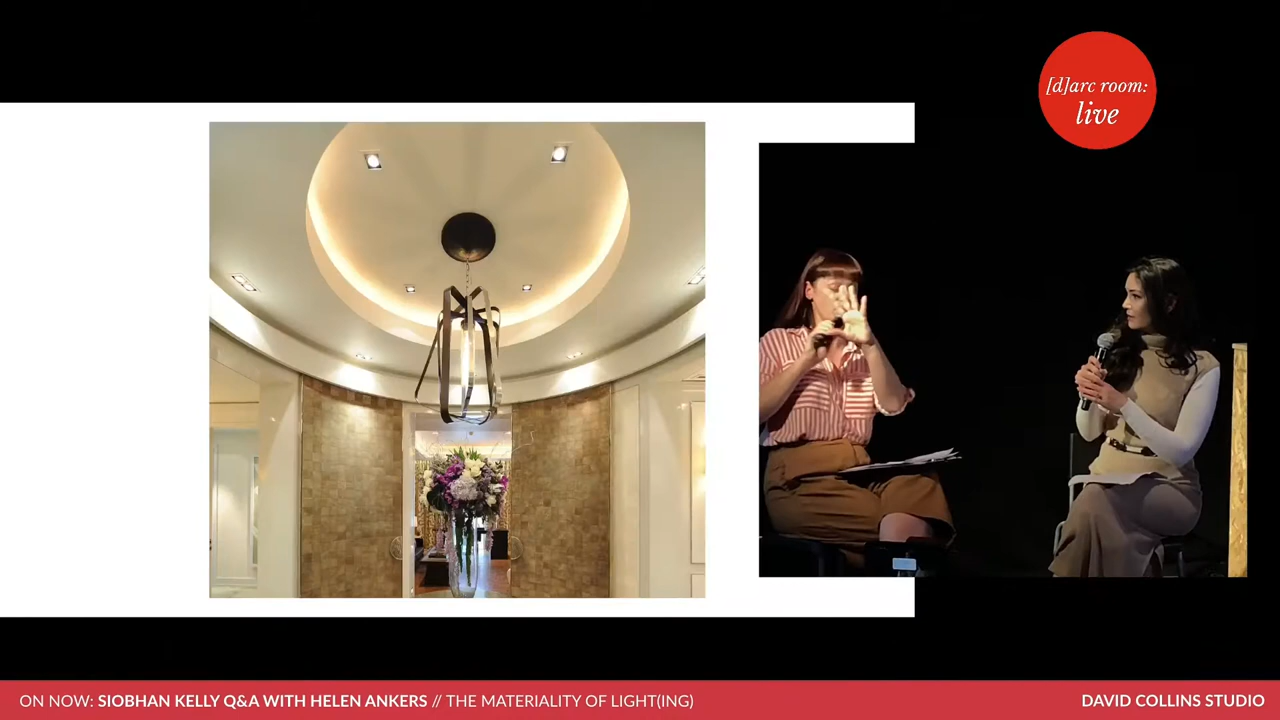 [d]arc room:
live
ON NOW: SIOBHAN KELLY Q&A WITH HELEN ANKERS // THE MATERIALITY OF LIGHT(ING)
DAVID COLLINS STUDIO